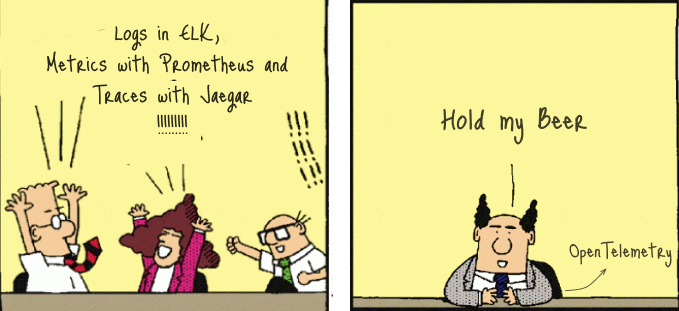 Logs in ELK,
Metrics with Prometheus and
Traces with Jaegar
!!!!!!!!!
Hold my Beer
OpenTelemetry